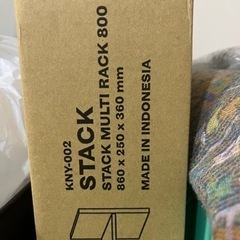 KNY-002
STACK
STACK MULTI RACK 800
860 x 250 x 360 mm
MADE IN INDONESIA